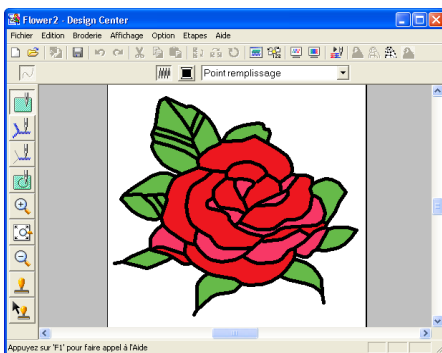 Flower2 - Design Center
Fichier Edition Broderie Affichage Option Etapes Aide
Point remplissage
Appuyez sur 'F1' pour faire appel à l'Aide